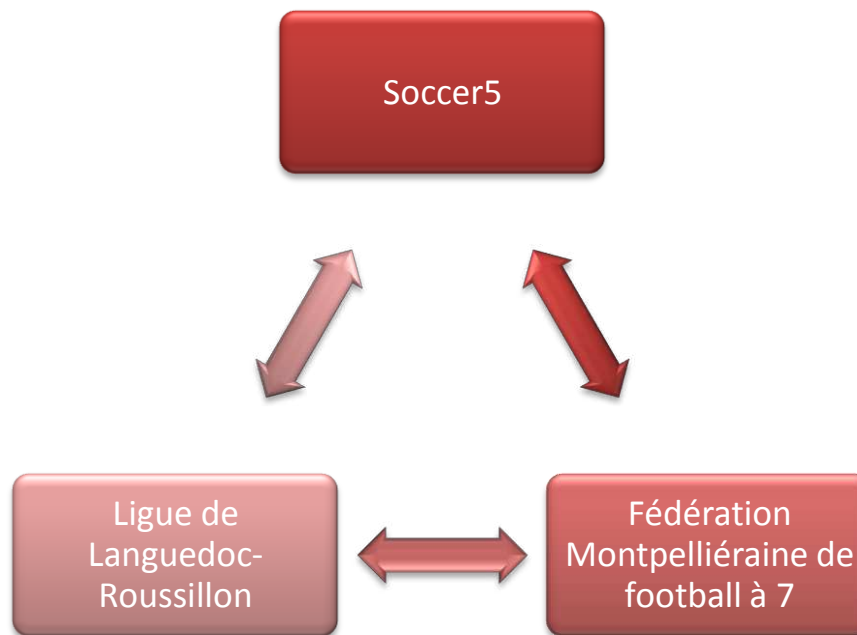 Soccer5
Ligue de
Languedoc-
Roussillon
Fédération
Montpelliéraine de
football à 7